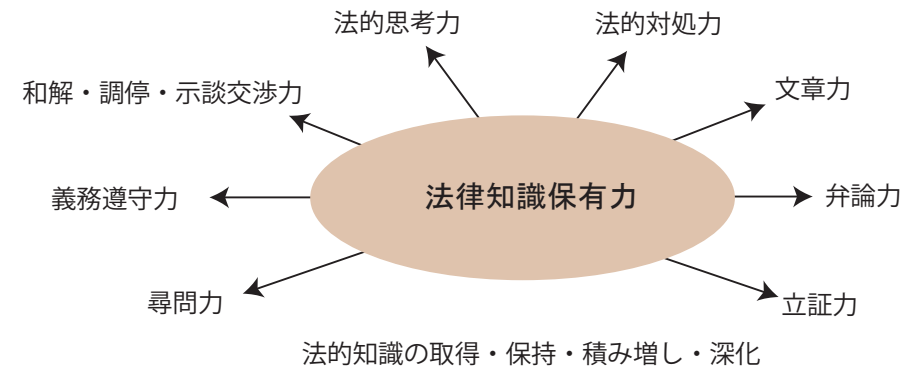 法的思考力
法的対処力
和解・調停・示談交渉力
文章力
義務遵守力
法律知識保有力
弁論力
尋問力
立証力
法的知識の取得・保持・積み増し・深化